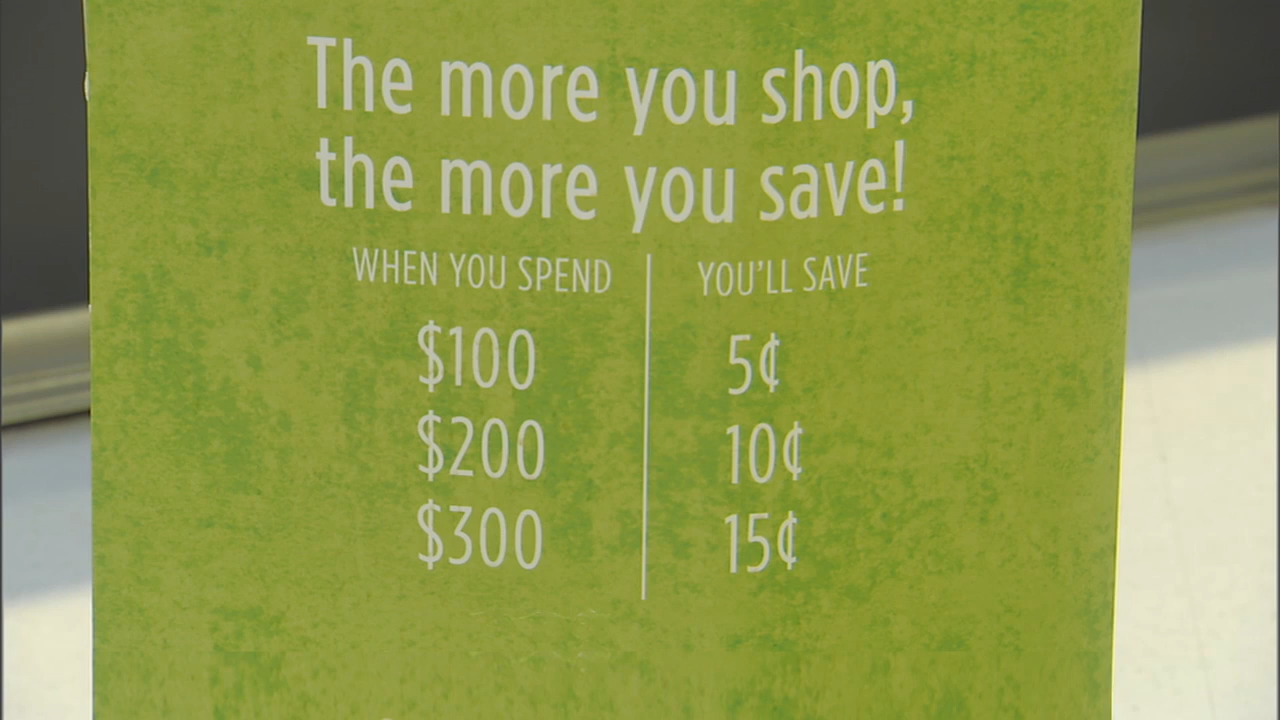 The more you shop,
the more you save!
WHEN YOU SPEND YOU'LL SAVE
$100 5¢
$200 10¢
$300 15¢